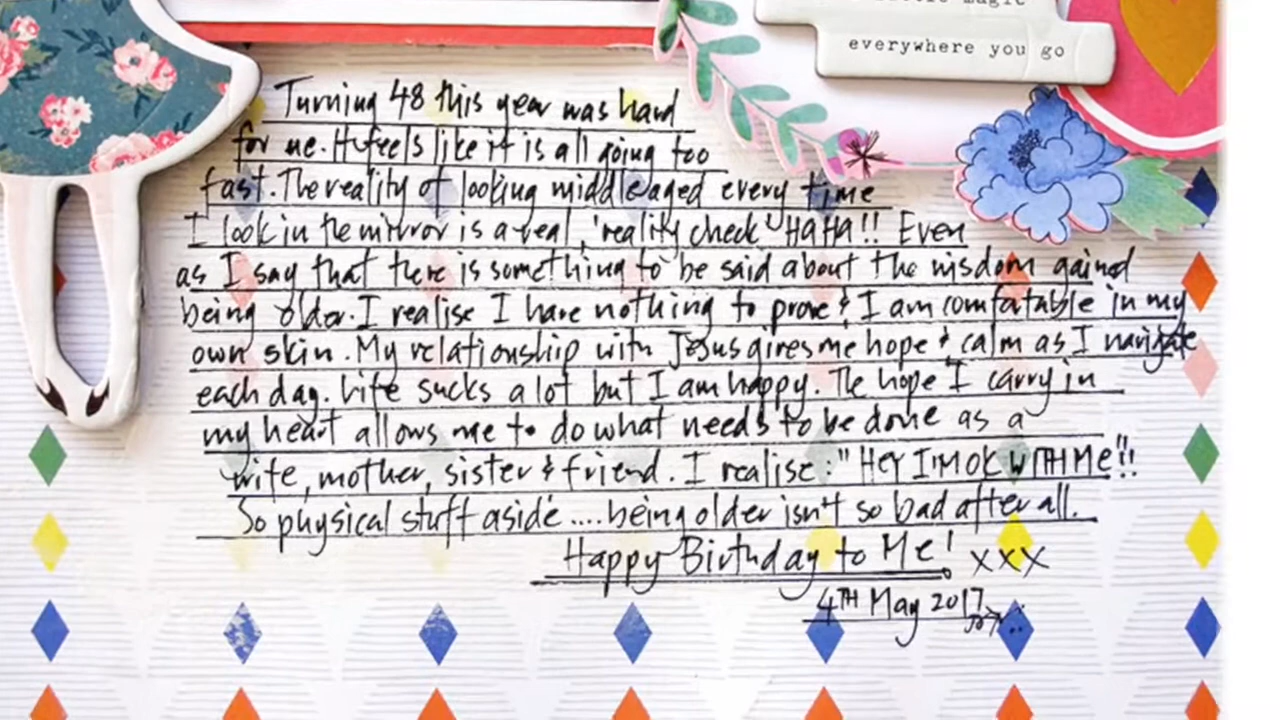 little magic
everywhere you go
Turning 48 this year was hard
for me. It feels like it is all going too
fast. The reality of looking middle aged every time
I look in the mirror is a real, 'reality check' HaHa!! Even
as I say that there is something to be said about the wisdom gained
being older. I realise I have nothing to prove & I am comfatable in my
own skin. My relationship with Jesus gives me hope & calm as I navigate
each day. Life sucks a lot but I am happy. The hope I carry in
my heart allows me to do what needs to be done as a
wife, mother, sister & friend. I realise: "HEY I'M OK WITH Me"!!
So physical stuff aside ....being older isn't so bad after all.
Happy Birthday to Me! xxx
4TH May 2017